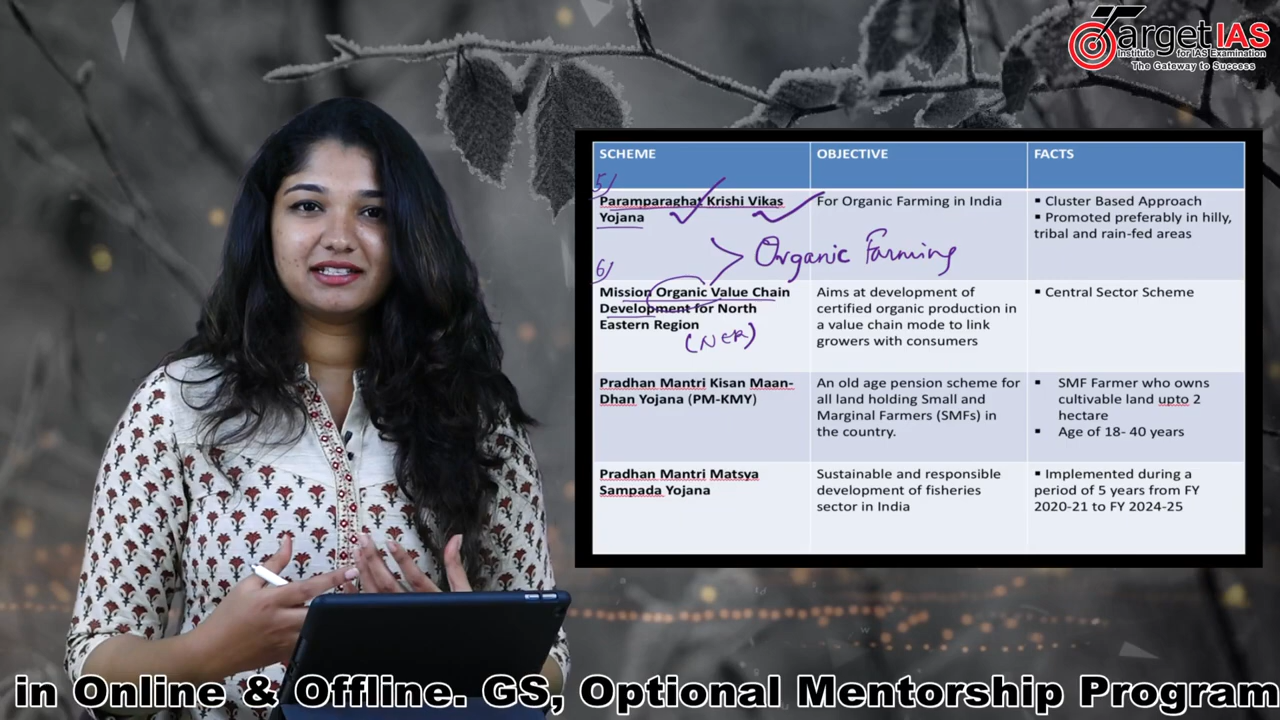 Target IAS
Institute for IAS Examination
The Gateway to Success
SCHEME
OBJECTIVE
FACTS
5)
Paramparaghat Krishi Vikas
Yojana
For Organic Farming in India
▪ Cluster Based Approach
▪ Promoted preferably in hilly,
tribal and rain-fed areas
Organic Farming
6)
Mission Organic Value Chain
Development for North
Eastern Region
(NER)
Aims at development of
certified organic production in
a value chain mode to link
growers with consumers
▪ Central Sector Scheme
Pradhan Mantri Kisan Maan-
Dhan Yojana (PM-KMY)
An old age pension scheme for
all land holding Small and
Marginal Farmers (SMFs) in
the country.
▪ SMF Farmer who owns
cultivable land upto 2
hectare
▪ Age of 18- 40 years
Pradhan Mantri Matsya
Sampada Yojana
Sustainable and responsible
development of fisheries
sector in India
▪ Implemented during a
period of 5 years from FY
2020-21 to FY 2024-25
in Online & Offline. GS, Optional Mentorship Program